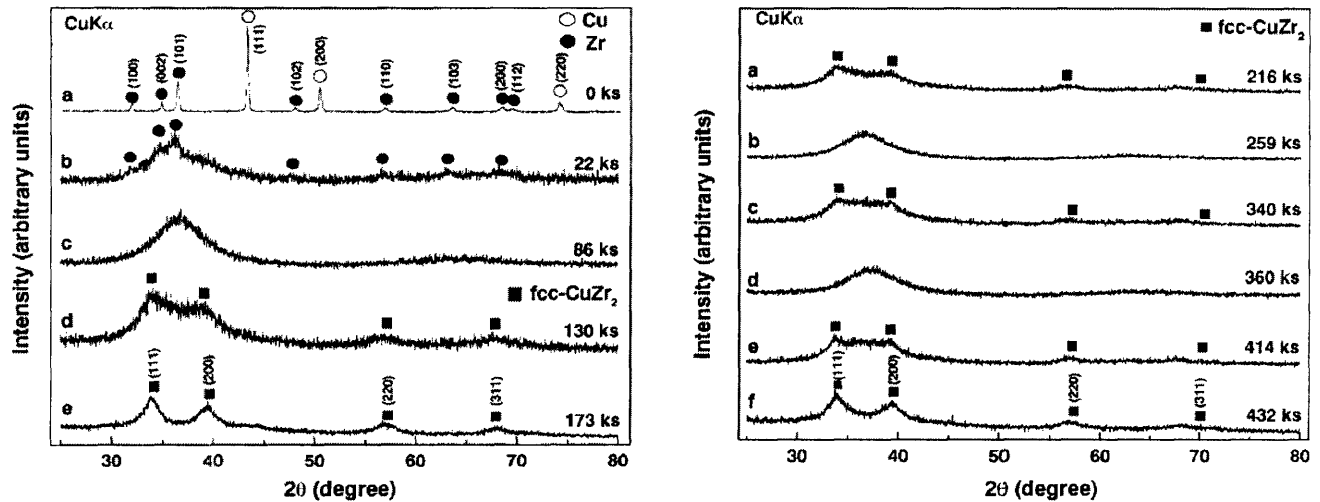 CuKα
○ Cu
● Zr
(100)
(002)
(101)
(111)
(102)
(200)
(110)
(103)
(200)
(112)
(220)
a
0 ks
b
22 ks
c
86 ks
■ fcc-CuZr₂
d
130 ks
(111)
(200)
(220)
(311)
e
173 ks
30 40 50 60 70 80
2θ (degree)
Intensity (arbitrary units)
CuKα
■ fcc-CuZr₂
a
216 ks
b
259 ks
c
340 ks
d
360 ks
e
414 ks
(111)
(200)
(220)
(311)
f
432 ks
30 40 50 60 70 80
2θ (degree)
Intensity (arbitrary units)